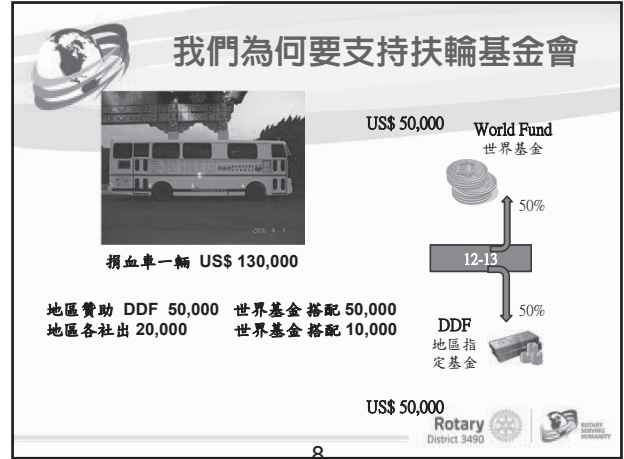 我們為何要支持扶輪基金會
US$ 50,000
World Fund
世界基金
50%
12-13
50%
DDF
地區指
定基金
US$ 50,000
捐血車一輛 US$ 130,000
地區贊助 DDF 50,000 世界基金 搭配 50,000
地區各社出 20,000 世界基金 搭配 10,000
Rotary
District 3490
ROTARY
SERVING
HUMANITY
8